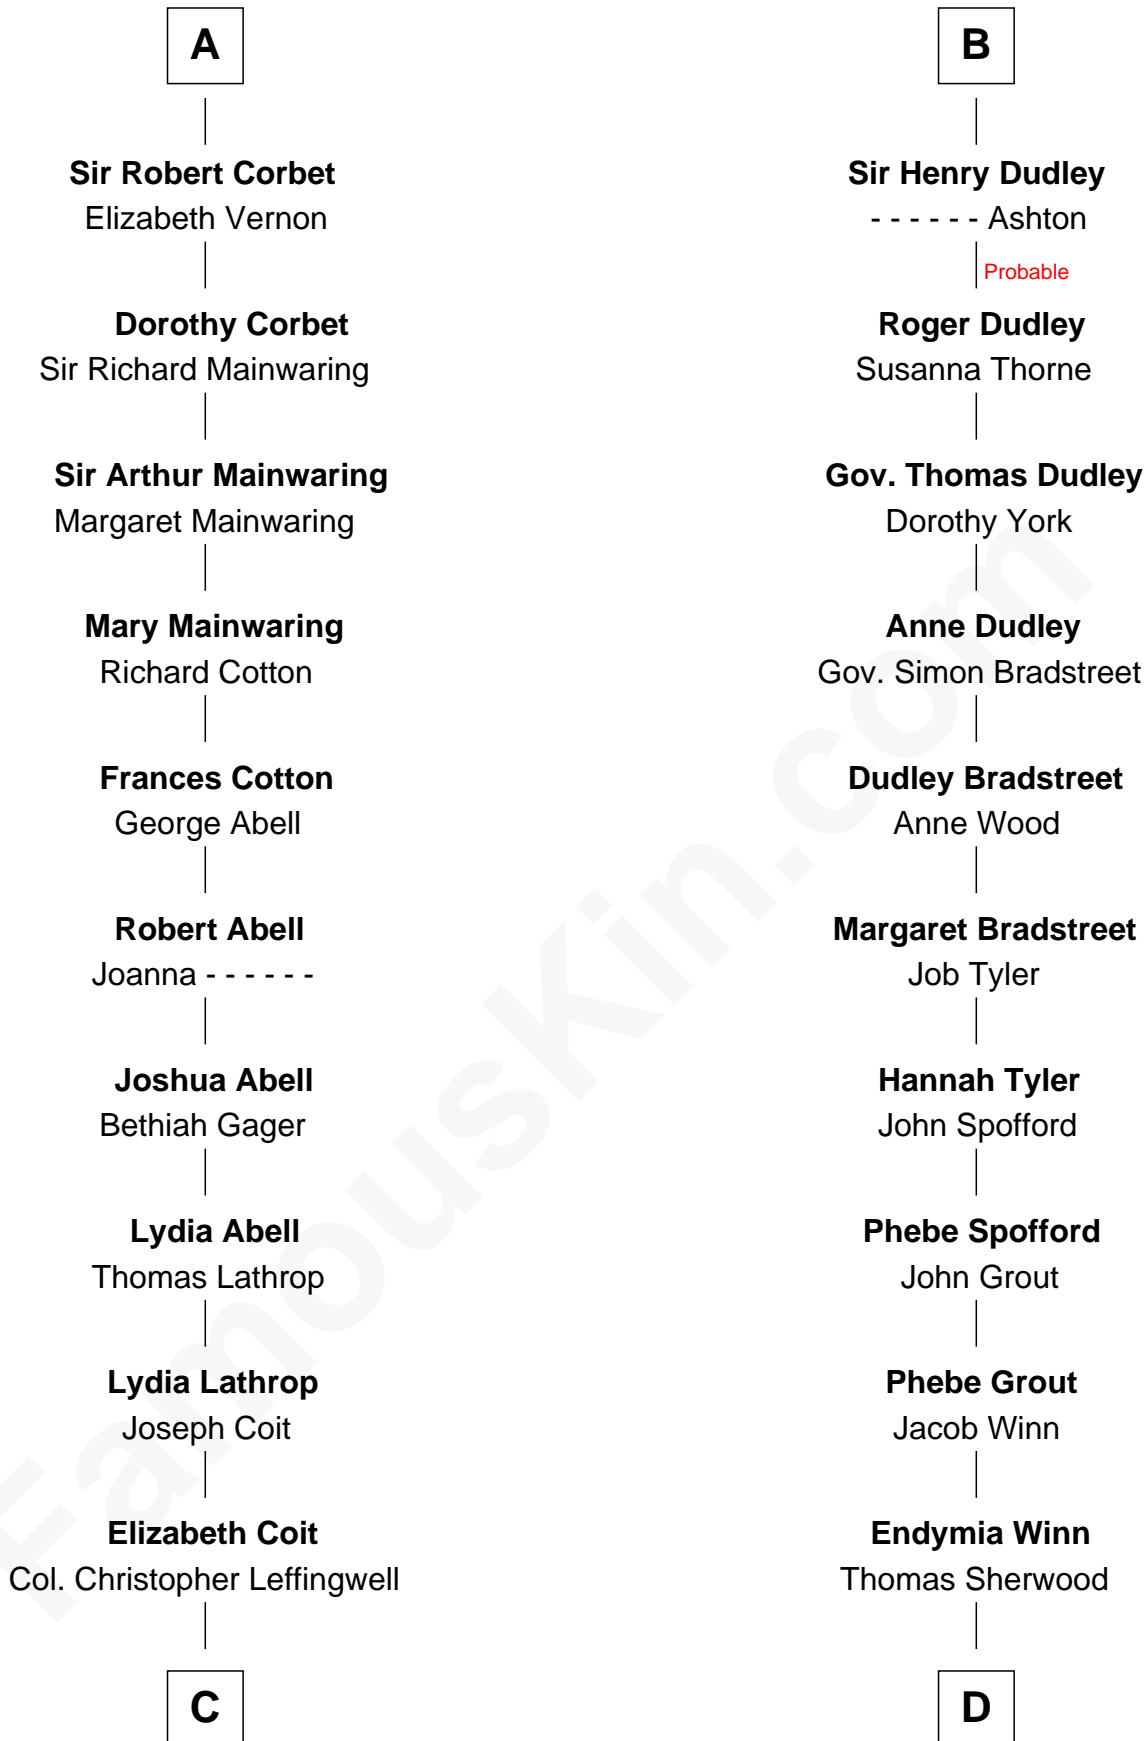 A
Sir Robert Corbet
Elizabeth Vernon
Dorothy Corbet
Sir Richard Mainwaring
Sir Arthur Mainwaring
Margaret Mainwaring
Mary Mainwaring
Richard Cotton
Frances Cotton
George Abell
Robert Abell
Joanna - - - - - -
Joshua Abell
Bethiah Gager
Lydia Abell
Thomas Lathrop
Lydia Lathrop
Joseph Coit
Elizabeth Coit
Col. Christopher Leffingwell
C
B
Sir Henry Dudley
- - - - - - Ashton
Probable
Roger Dudley
Susanna Thorne
Gov. Thomas Dudley
Dorothy York
Anne Dudley
Gov. Simon Bradstreet
Dudley Bradstreet
Anne Wood
Margaret Bradstreet
Job Tyler
Hannah Tyler
John Spofford
Phebe Spofford
John Grout
Phebe Grout
Jacob Winn
Endymia Winn
Thomas Sherwood
D
FamousKin.com